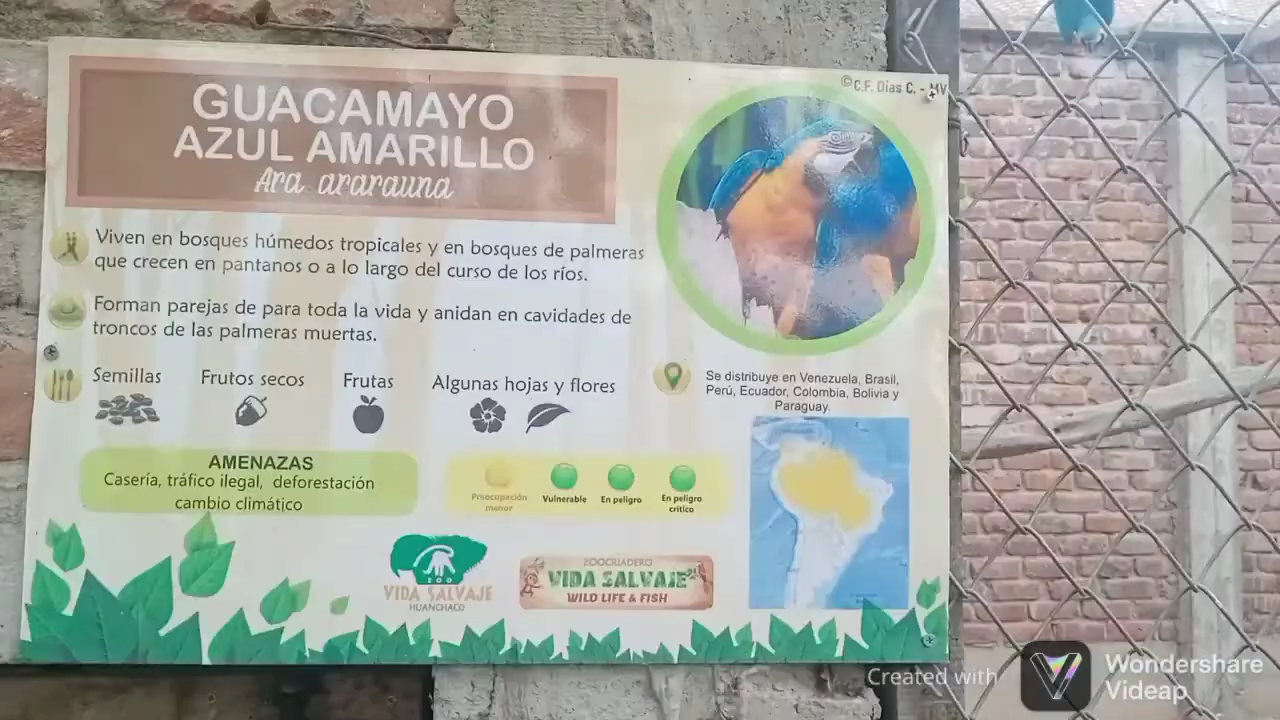 GUACAMAYO
AZUL AMARILLO
Ara ararauna
©C.F. Dias C. - MV
Viven en bosques húmedos tropicales y en bosques de palmeras
que crecen en pantanos o a lo largo del curso de los ríos.
Forman parejas de para toda la vida y anidan en cavidades de
troncos de las palmeras muertas.
Semillas
Frutos secos
Frutas
Algunas hojas y flores
Se distribuye en Venezuela, Brasil,
Perú, Ecuador, Colombia, Bolivia y
Paraguay.
AMENAZAS
Casería, tráfico ilegal, deforestación
cambio climático
Preocupación
menor
Vulnerable
En peligro
En peligro
crítico
ZOO
VIDA SALVAJE
HUANCHACO
ZOOCRIADERO
VIDA SALVAJE
WILD LIFE & FISH
Created with
Wondershare
Videap